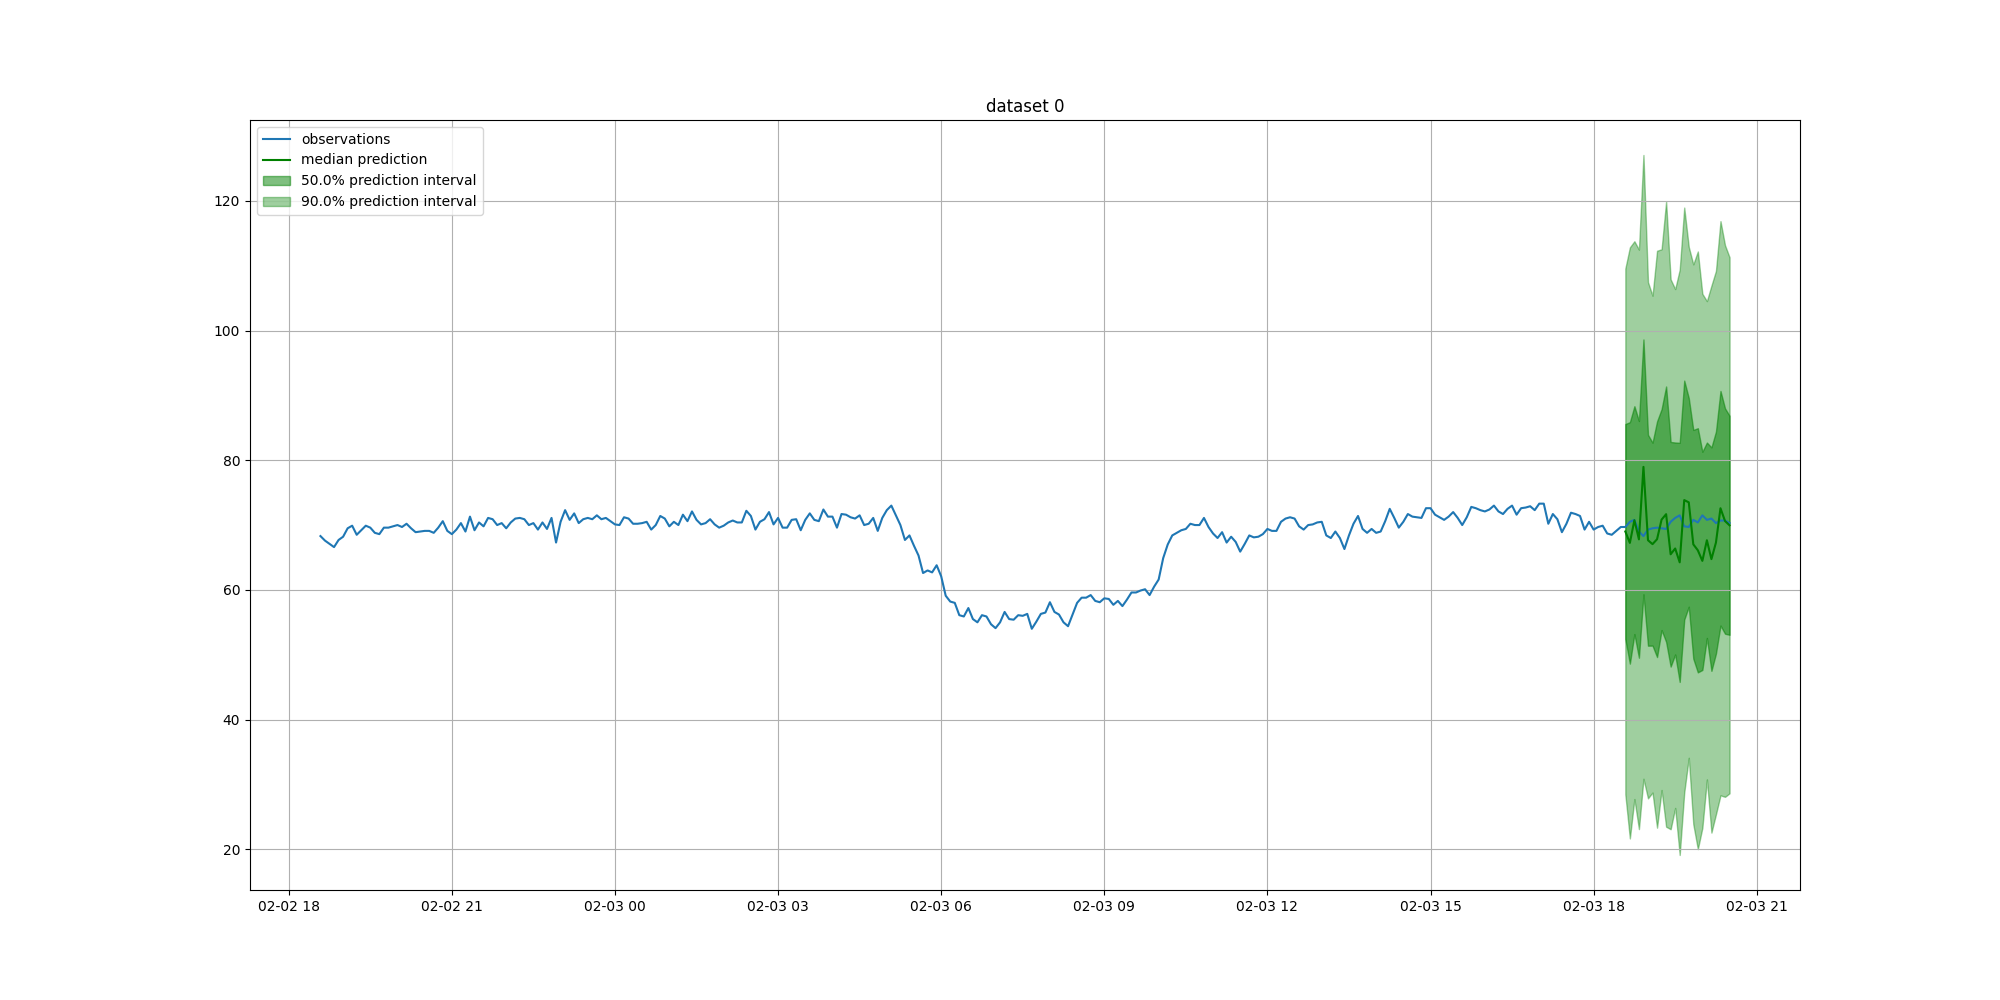 dataset 0
observations
median prediction
50.0% prediction interval
90.0% prediction interval
120
100
80
60
40
20
02-02 18 02-02 21 02-03 00 02-03 03 02-03 06 02-03 09 02-03 12 02-03 15 02-03 18 02-03 21